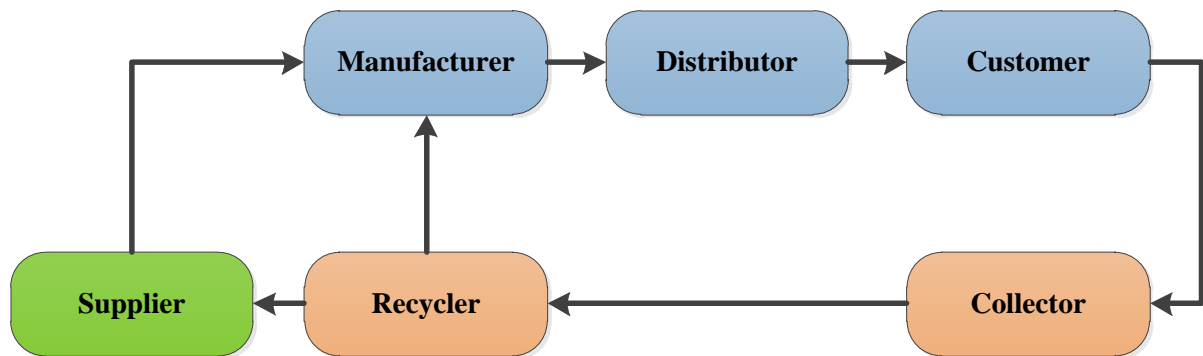 Manufacturer
Distributor
Customer
Supplier
Recycler
Collector